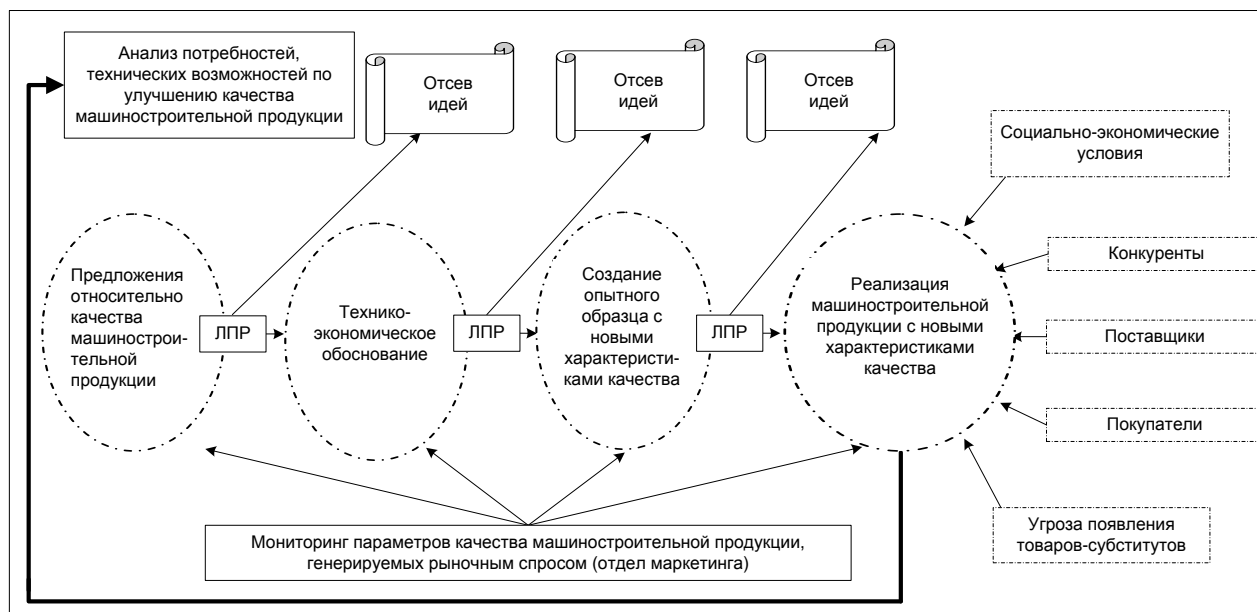 Анализ потребностей,
технических возможностей по
улучшению качества
машиностроительной продукции
Отсев
идей
Отсев
идей
Отсев
идей
Социально-экономические
условия
Предложения
относительно
качества
машинострои-
тельной
продукции
ЛПР
Технико-
экономическое
обоснование
ЛПР
Создание
опытного
образца с
новыми
характеристи-
ками качества
ЛПР
Реализация
машиностроительной
продукции с новыми
характеристиками
качества
Конкуренты
Поставщики
Покупатели
Угроза появления
товаров-субститутов
Мониторинг параметров качества машиностроительной продукции,
генерируемых рыночным спросом (отдел маркетинга)